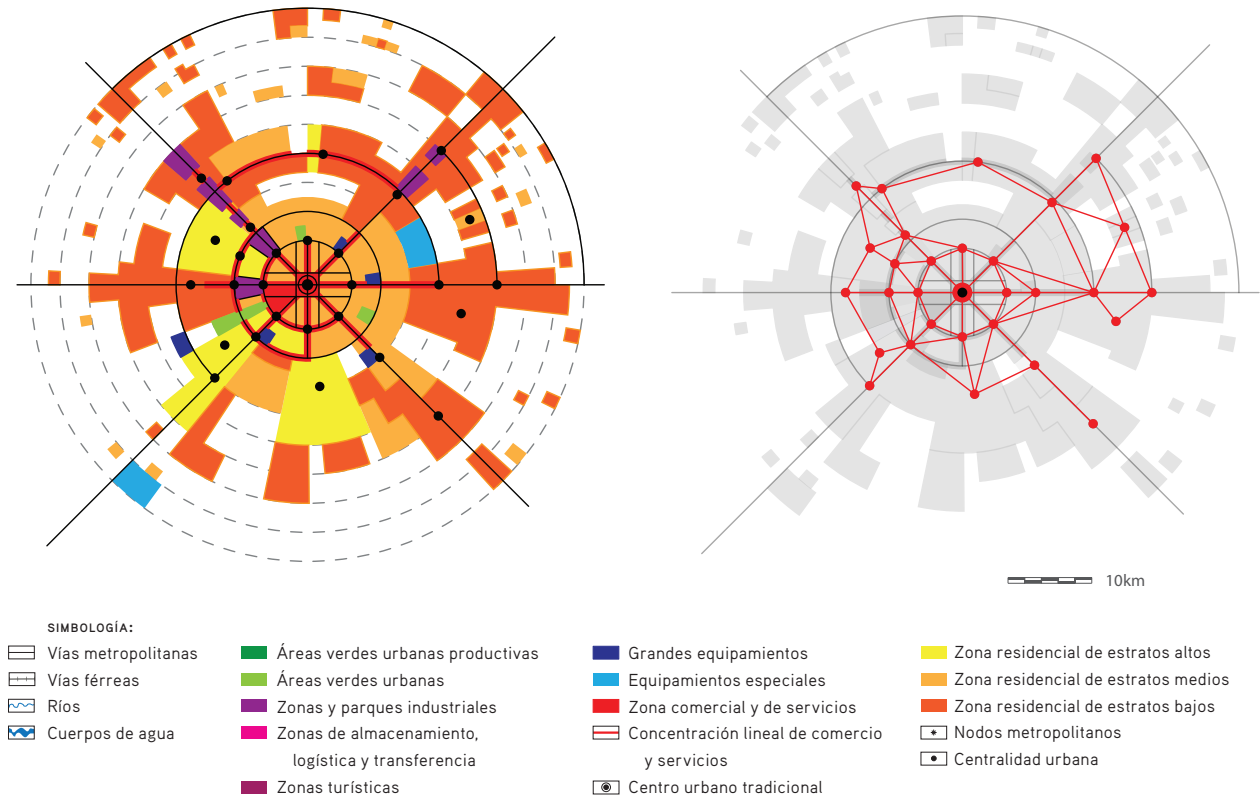 10km
SIMBOLOGÍA:
Vías metropolitanas
Vías férreas
Ríos
Cuerpos de agua
Áreas verdes urbanas productivas
Áreas verdes urbanas
Zonas y parques industriales
Zonas de almacenamiento,
logística y transferencia
Zonas turísticas
Grandes equipamientos
Equipamientos especiales
Zona comercial y de servicios
Concentración lineal de comercio
y servicios
Centro urbano tradicional
Zona residencial de estratos altos
Zona residencial de estratos medios
Zona residencial de estratos bajos
Nodos metropolitanos
Centralidad urbana